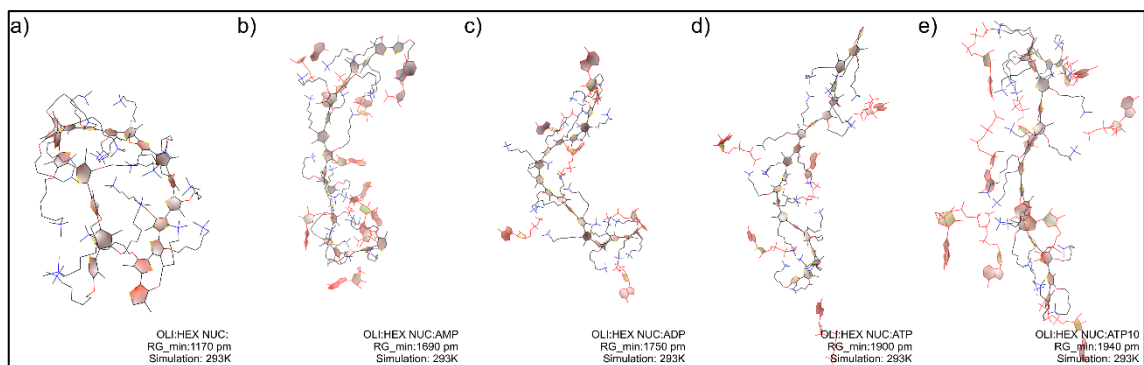 a)
OLI:HEX NUC:
RG_min:1170 pm
Simulation: 293K
b)
OLI:HEX NUC:AMP
RG_min:1690 pm
Simulation: 293K
c)
OLI:HEX NUC:ADP
RG_min:1750 pm
Simulation: 293K
d)
OLI:HEX NUC:ATP
RG_min:1900 pm
Simulation: 293K
e)
OLI:HEX NUC:ATP10
RG_min:1940 pm
Simulation: 293K